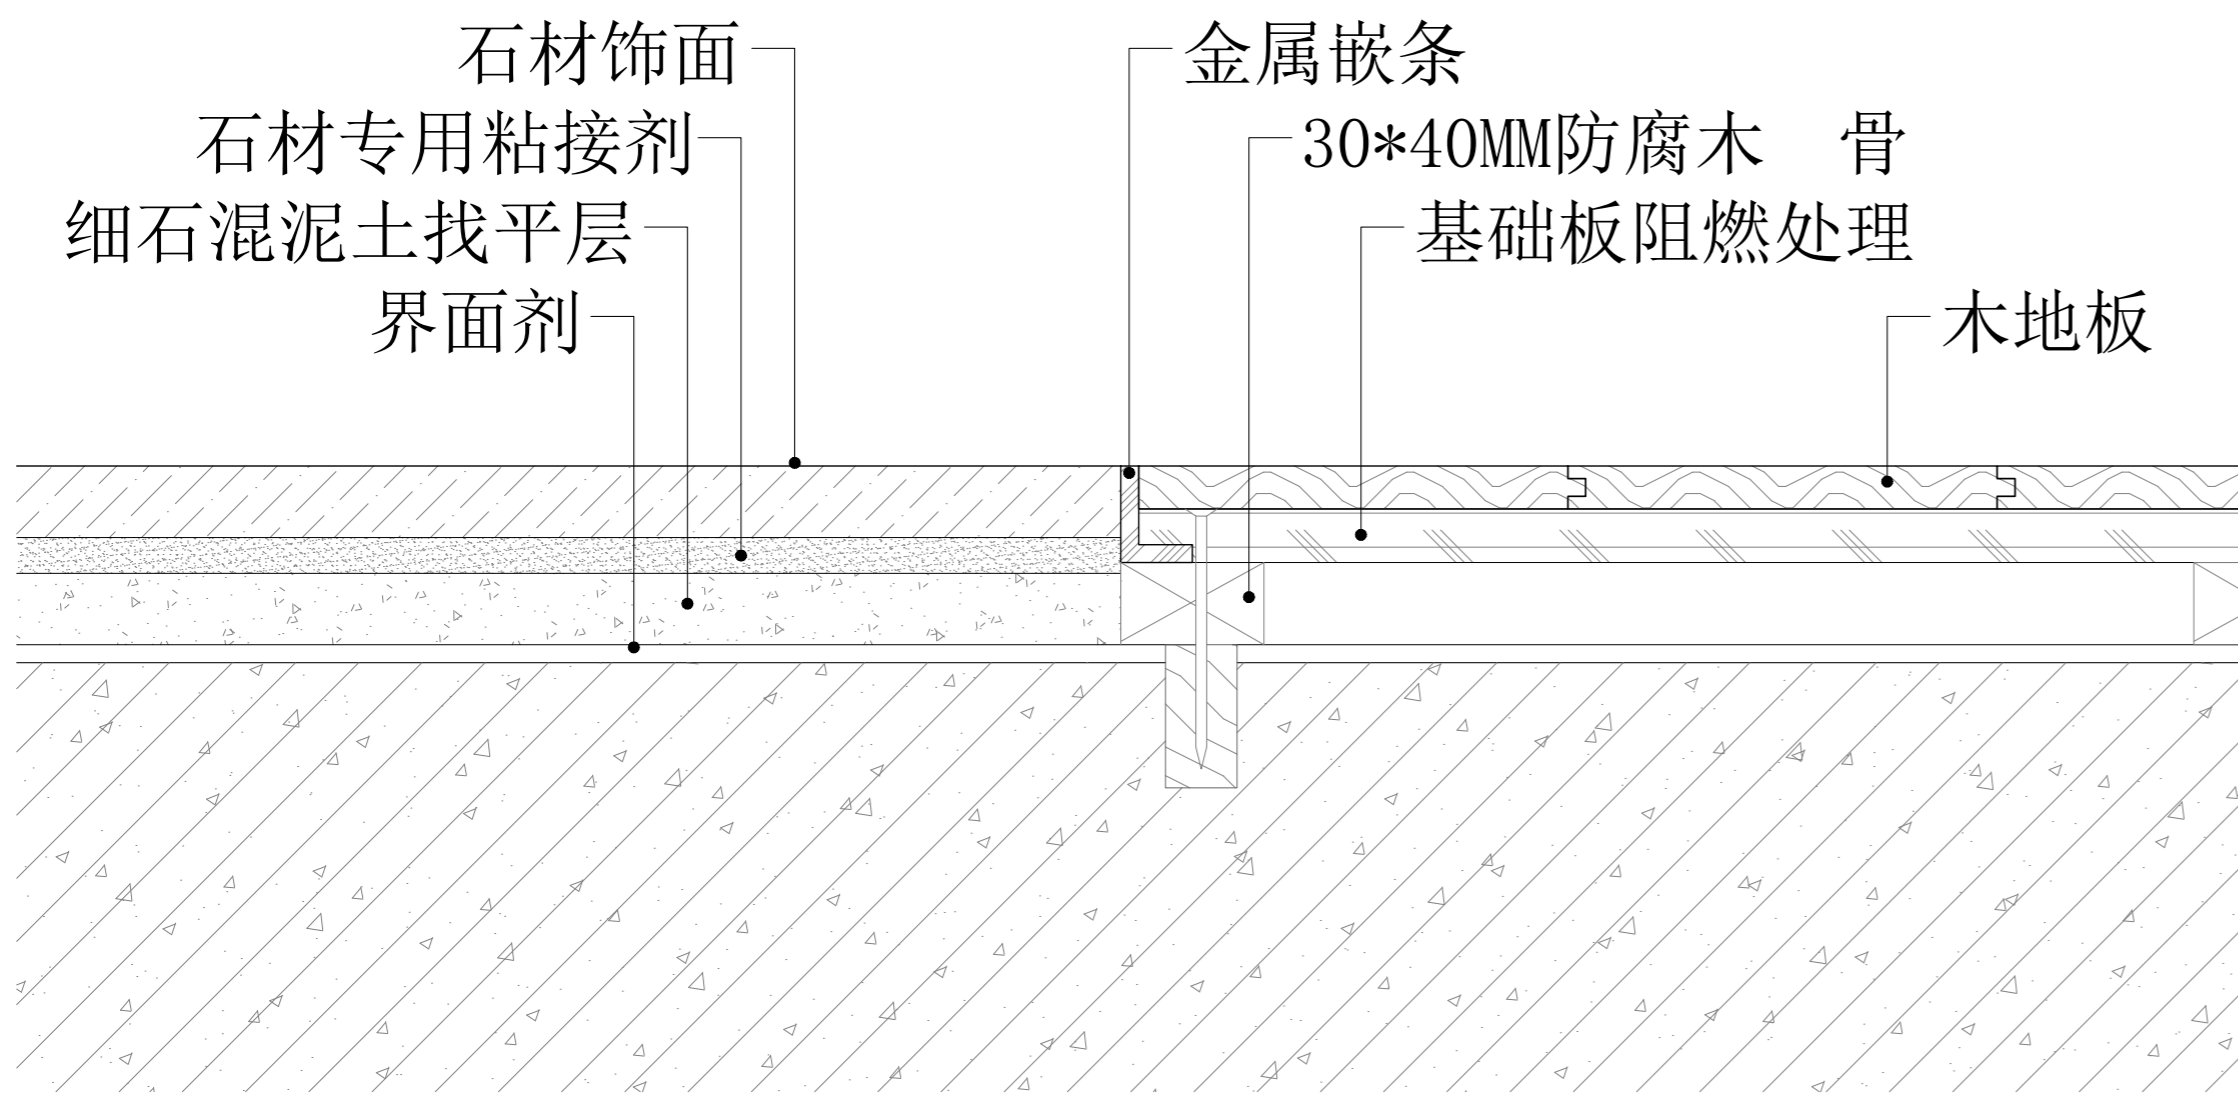 石材饰面
石材专用粘接剂
细石混泥土找平层
界面剂
金属嵌条
30*40MM防腐木 骨
基础板阻燃处理
木地板